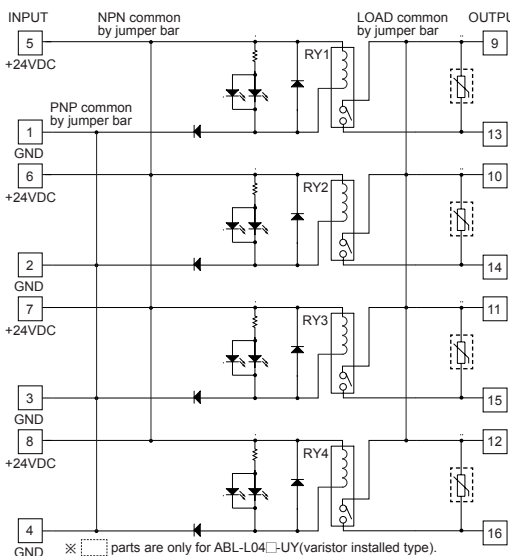 INPUT
NPN common
by jumper bar
LOAD common
by jumper bar
OUTPU
5
+24VDC
RY1
9
PNP common
by jumper bar
1
GND
13
6
+24VDC
RY2
10
2
GND
14
7
+24VDC
RY3
11
3
GND
15
8
+24VDC
RY4
12
4
GND
16
※ parts are only for ABL-L04□-UY(varistor installed type).